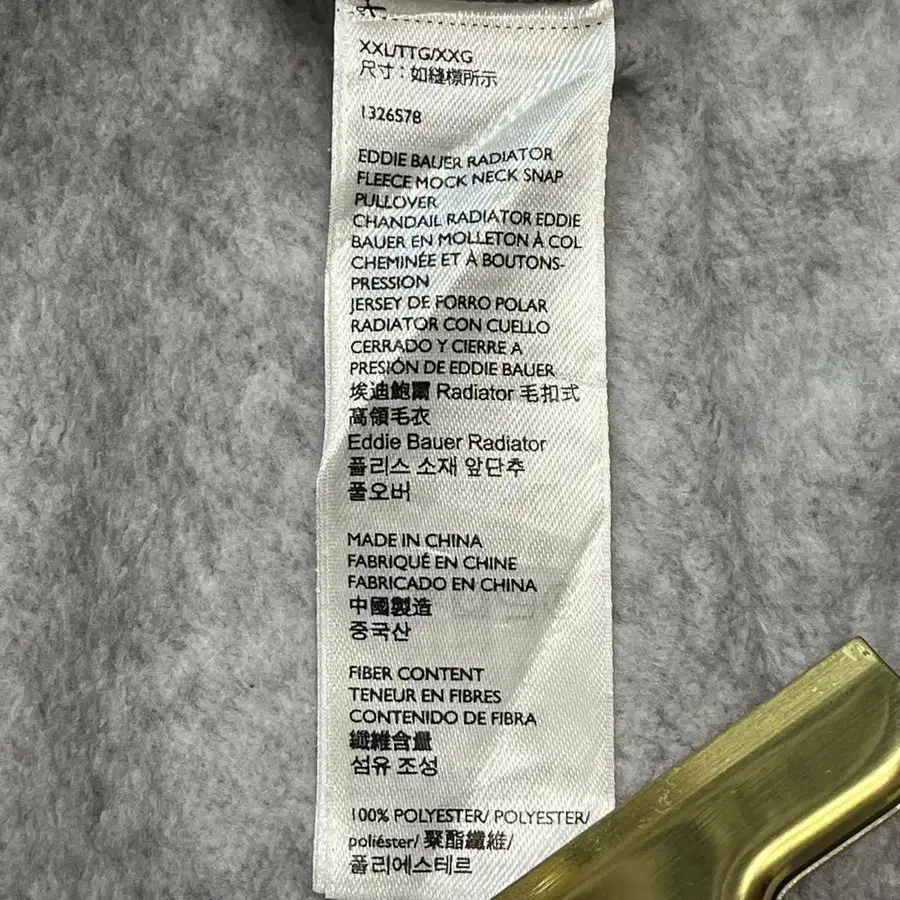 XXL/TTG/XXG
尺寸：如縫標所示
1326578
EDDIE BAUER RADIATOR
FLEECE MOCK NECK SNAP
PULLOVER
CHANDAIL RADIATOR EDDIE
BAUER EN MOLLETON À COL
CHEMINÉE ET À BOUTONS-
PRESSION
JERSEY DE FORRO POLAR
RADIATOR CON CUELLO
CERRADO Y CIERRE A
PRESIÓN DE EDDIE BAUER
埃迪鮑爾 Radiator 毛扣式
高領毛衣
Eddie Bauer Radiator
플리스 소재 앞단추
풀오버
MADE IN CHINA
FABRIQUÉ EN CHINE
FABRICADO EN CHINA
中國製造
중국산
FIBER CONTENT
TENEUR EN FIBRES
CONTENIDO DE FIBRA
纖維含量
섬유 조성
100% POLYESTER/ POLYESTER/
poliéster/ 聚酯纖維/
폴리에스테르